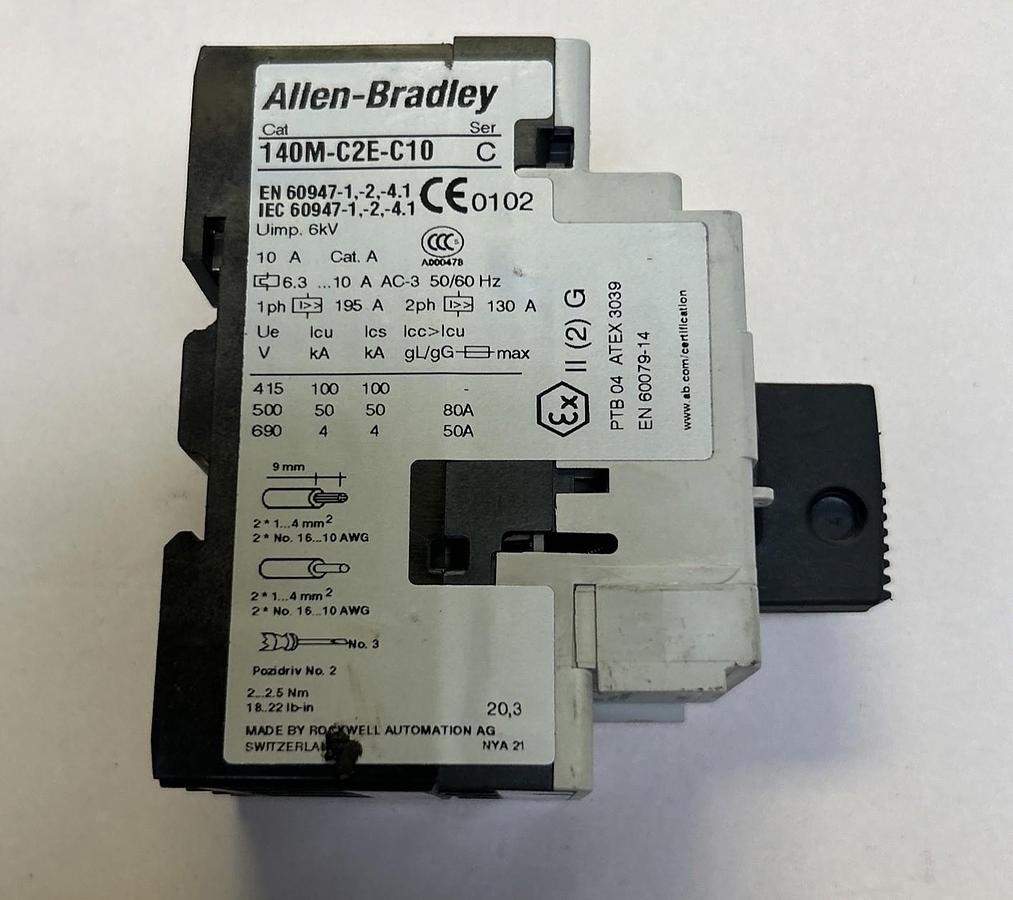 Allen-Bradley
Cat Ser
140M-C2E-C10 C
EN 60947-1,-2,-4.1
IEC 60947-1,-2,-4.1
CE 0102
Uimp. 6kV
CCC S
A000478
10 A Cat. A
6.3 ...10 A AC-3 50/60 Hz
1ph I>> 195 A 2ph I>> 130 A
Ue Icu Ics Icc>Icu
V kA kA gL/gG max
415 100 100 -
500 50 50 80A
690 4 4 50A
9 mm
2 * 1...4 mm2
2 * No. 16...10 AWG
2 * 1...4 mm2
2 * No. 16...10 AWG
No. 3
Pozidriv No. 2
2...2.5 Nm
18..22 lb-in
20,3
MADE BY ROCKWELL AUTOMATION AG
NYA 21
Ex II (2) G
PTB 04 ATEX 3039
EN 60079-14
www.ab.com/certification